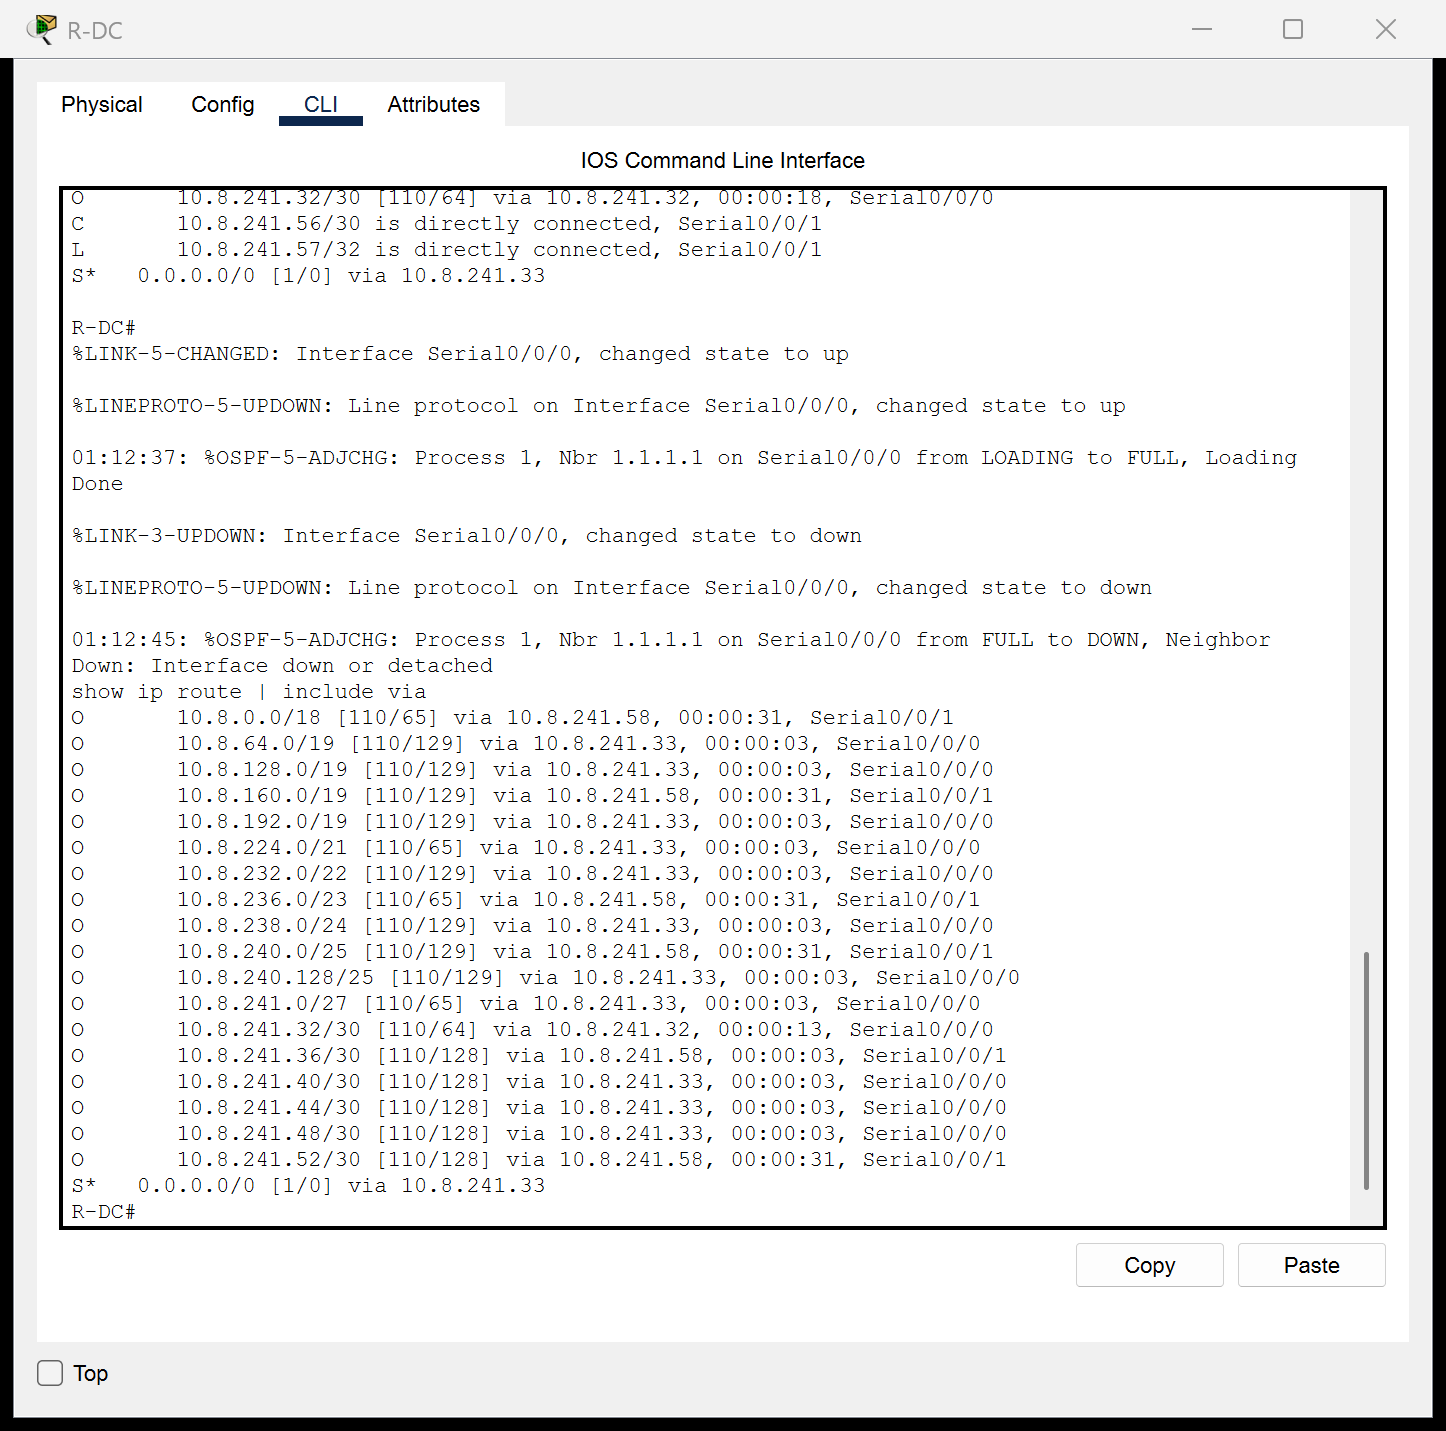 R-DC
Physical Config CLI Attributes
IOS Command Line Interface
O 10.8.241.32/30 [110/64] via 10.8.241.32, 00:00:18, Serial0/0/0
C 10.8.241.56/30 is directly connected, Serial0/0/1
L 10.8.241.57/32 is directly connected, Serial0/0/1
S* 0.0.0.0/0 [1/0] via 10.8.241.33
R-DC#
%LINK-5-CHANGED: Interface Serial0/0/0, changed state to up
%LINEPROTO-5-UPDOWN: Line protocol on Interface Serial0/0/0, changed state to up
01:12:37: %OSPF-5-ADJCHG: Process 1, Nbr 1.1.1.1 on Serial0/0/0 from LOADING to FULL, Loading
Done
%LINK-3-UPDOWN: Interface Serial0/0/0, changed state to down
%LINEPROTO-5-UPDOWN: Line protocol on Interface Serial0/0/0, changed state to down
01:12:45: %OSPF-5-ADJCHG: Process 1, Nbr 1.1.1.1 on Serial0/0/0 from FULL to DOWN, Neighbor
Down: Interface down or detached
show ip route | include via
O 10.8.0.0/18 [110/65] via 10.8.241.58, 00:00:31, Serial0/0/1
O 10.8.64.0/19 [110/129] via 10.8.241.33, 00:00:03, Serial0/0/0
O 10.8.128.0/19 [110/129] via 10.8.241.33, 00:00:03, Serial0/0/0
O 10.8.160.0/19 [110/129] via 10.8.241.58, 00:00:31, Serial0/0/1
O 10.8.192.0/19 [110/129] via 10.8.241.33, 00:00:03, Serial0/0/0
O 10.8.224.0/21 [110/65] via 10.8.241.33, 00:00:03, Serial0/0/0
O 10.8.232.0/22 [110/129] via 10.8.241.33, 00:00:03, Serial0/0/0
O 10.8.236.0/23 [110/65] via 10.8.241.58, 00:00:31, Serial0/0/1
O 10.8.238.0/24 [110/129] via 10.8.241.33, 00:00:03, Serial0/0/0
O 10.8.240.0/25 [110/129] via 10.8.241.58, 00:00:31, Serial0/0/1
O 10.8.240.128/25 [110/129] via 10.8.241.33, 00:00:03, Serial0/0/0
O 10.8.241.0/27 [110/65] via 10.8.241.33, 00:00:03, Serial0/0/0
O 10.8.241.32/30 [110/64] via 10.8.241.32, 00:00:13, Serial0/0/0
O 10.8.241.36/30 [110/128] via 10.8.241.58, 00:00:03, Serial0/0/1
O 10.8.241.40/30 [110/128] via 10.8.241.33, 00:00:03, Serial0/0/0
O 10.8.241.44/30 [110/128] via 10.8.241.33, 00:00:03, Serial0/0/0
O 10.8.241.48/30 [110/128] via 10.8.241.33, 00:00:03, Serial0/0/0
O 10.8.241.52/30 [110/128] via 10.8.241.58, 00:00:31, Serial0/0/1
S* 0.0.0.0/0 [1/0] via 10.8.241.33
R-DC#
Copy Paste
Top